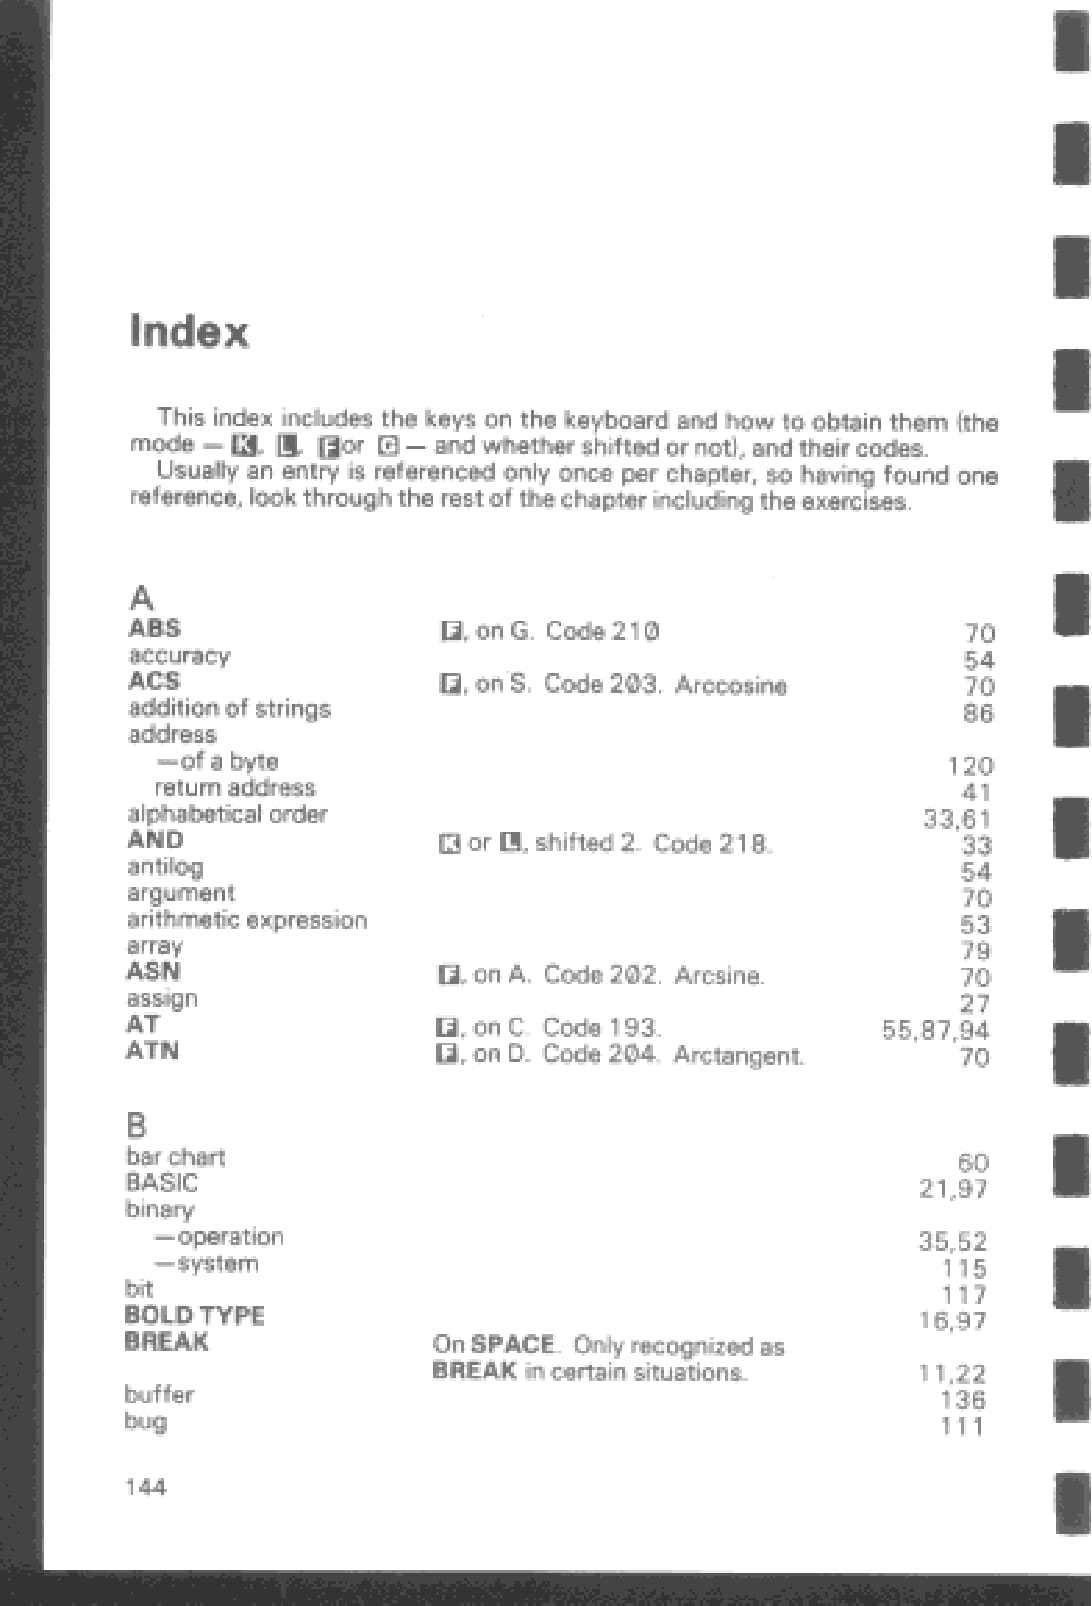 Index
This index includes the keys on the keyboard and how to obtain them (the
mode — K, L, F or G — and whether shifted or not), and their codes.
Usually an entry is referenced only once per chapter, so having found one
reference, look through the rest of the chapter including the exercises.
A
ABS F, on G. Code 210 70
accuracy 54
ACS F, on S. Code 203. Arccosine 70
addition of strings 86
address
—of a byte 120
return address 41
alphabetical order 33,61
AND K or L, shifted 2. Code 218. 33
antilog 54
argument 70
arithmetic expression 53
array 79
ASN F, on A. Code 202. Arcsine. 70
assign 27
AT F, on C. Code 193. 55,87,94
ATN F, on D. Code 204. Arctangent. 70
B
bar chart 60
BASIC 21,97
binary
—operation 35,52
—system 115
bit 117
BOLD TYPE 16,97
BREAK On SPACE. Only recognized as
BREAK in certain situations. 11,22
buffer 136
bug 111
144